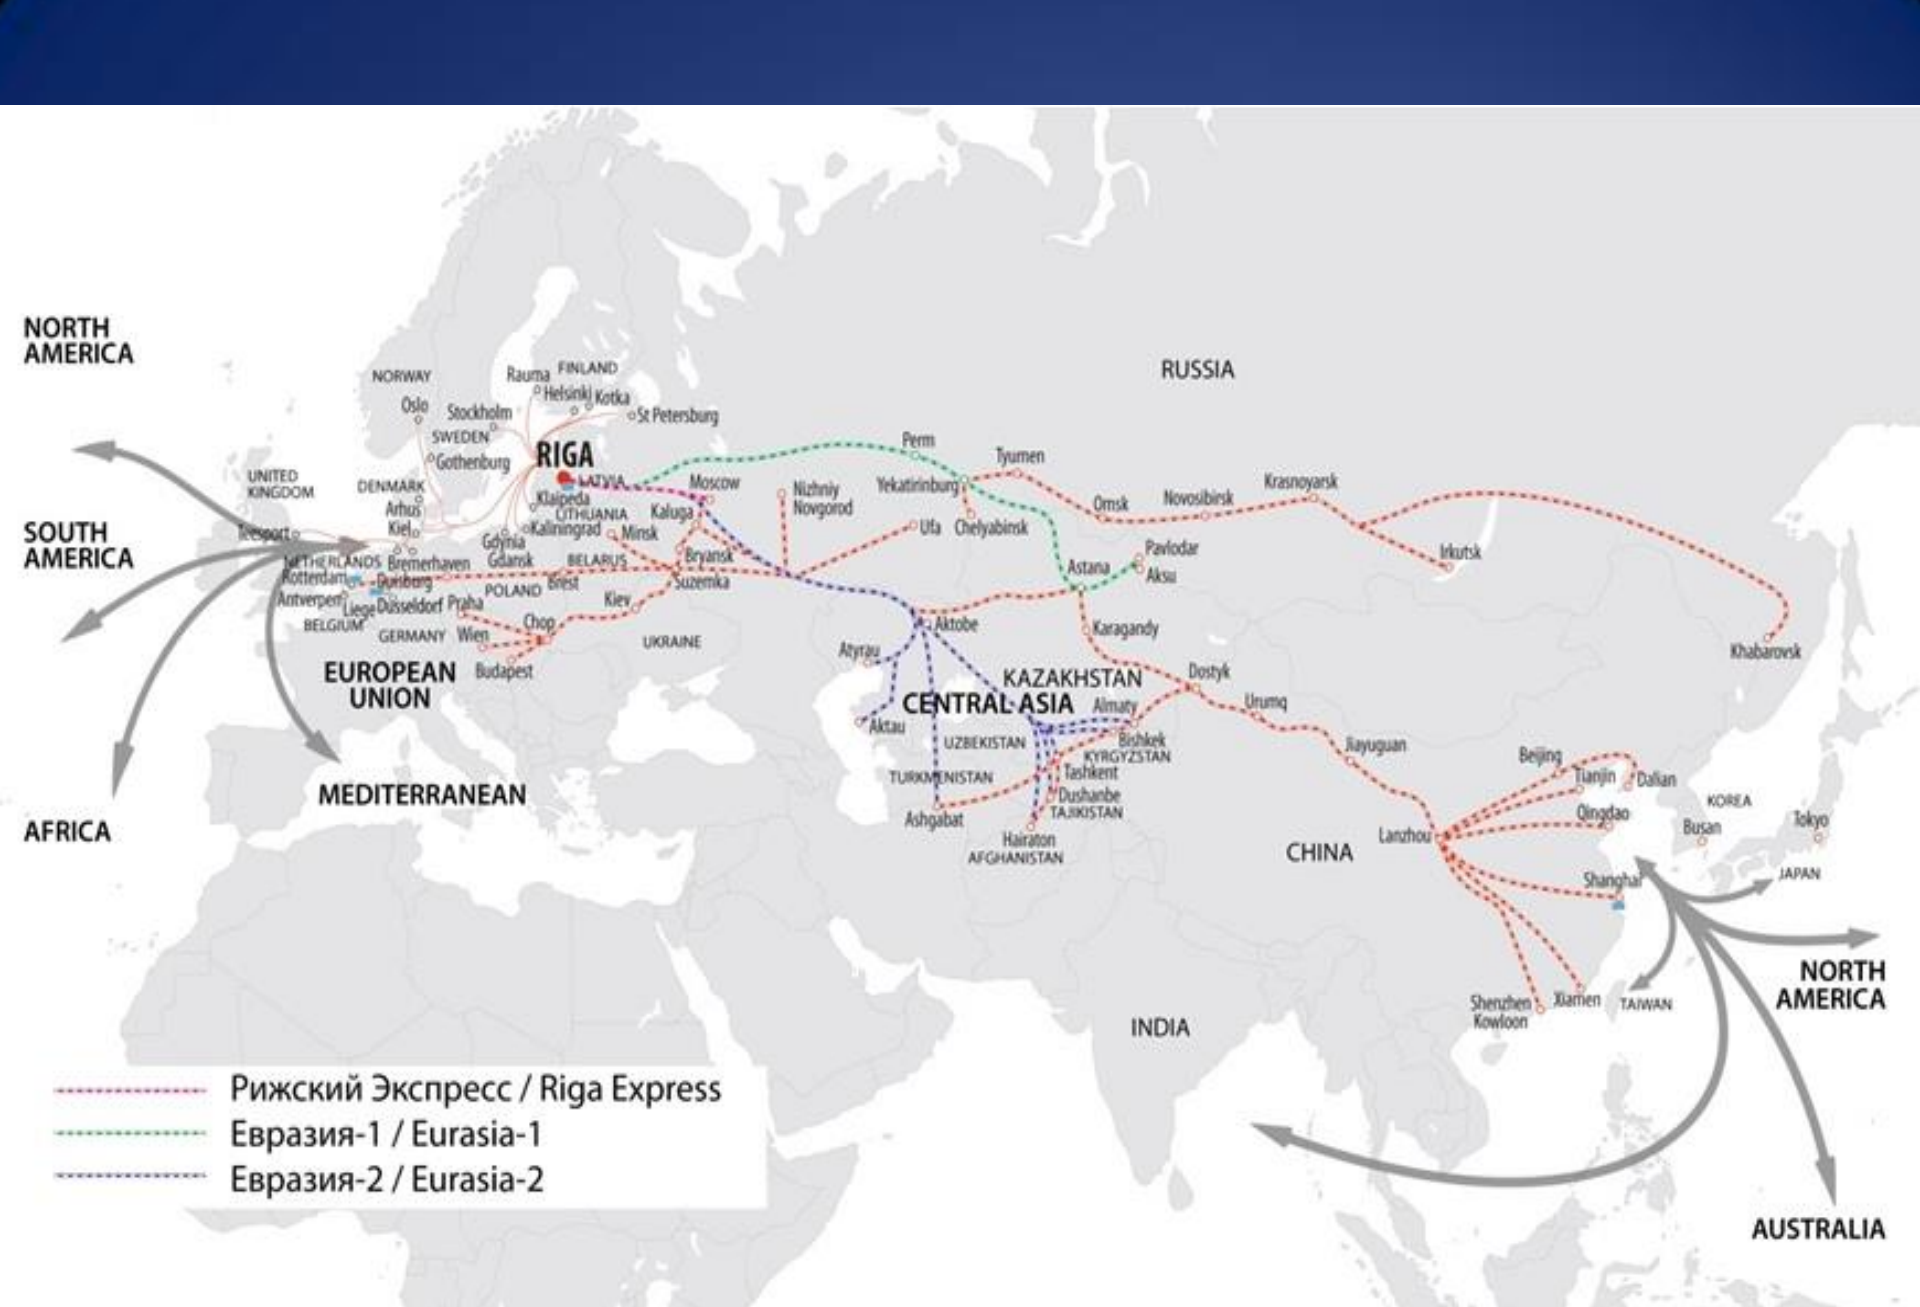 NORTH
AMERICA
SOUTH
AMERICA
AFRICA
NORWAY
Oslo
Stockholm
SWEDEN
Gothenburg
Rauma
FINLAND
Helsinki
Kotka
St Petersburg
RIGA
LATVIA
UNITED
KINGDOM
DENMARK
Arhus
Kiel
Teesport
Klaipeda
LITHUANIA
Kaliningrad
Gdynia
Gdansk
Minsk
Moscow
Kaluga
Bryansk
Suzemka
NETHERLANDS
Bremerhaven
Rotterdam
Duisburg
BELARUS
Brest
POLAND
Antverpen
Liege
Düsseldorf
Praha
BELGIUM
GERMANY
Wien
Chop
Kiev
Budapest
UKRAINE
EUROPEAN
UNION
MEDITERRANEAN
RUSSIA
Perm
Yekatirinburg
Tyumen
Chelyabinsk
Omsk
Novosibirsk
Krasnoyarsk
Irkutsk
Khabarovsk
Nizhniy
Novgorod
Ufa
Astana
Pavlodar
Aksu
Karagandy
Aktobe
Atyrau
Aktau
KAZAKHSTAN
CENTRAL ASIA
Almaty
Dostyk
Urumq
UZBEKISTAN
Bishkek
KYRGYZSTAN
TURKMENISTAN
Tashkent
Dushanbe
TAJIKISTAN
Ashgabat
Hairaton
AFGHANISTAN
Jiayuguan
Beijing
Tianjin
Dalian
Qingdao
Lanzhou
CHINA
Shanghai
Shenzhen
Kowloon
Xiamen
TAIWAN
KOREA
Busan
Tokyo
JAPAN
INDIA
NORTH
AMERICA
AUSTRALIA
Рижский Экспресс / Riga Express
Евразия-1 / Eurasia-1
Евразия-2 / Eurasia-2